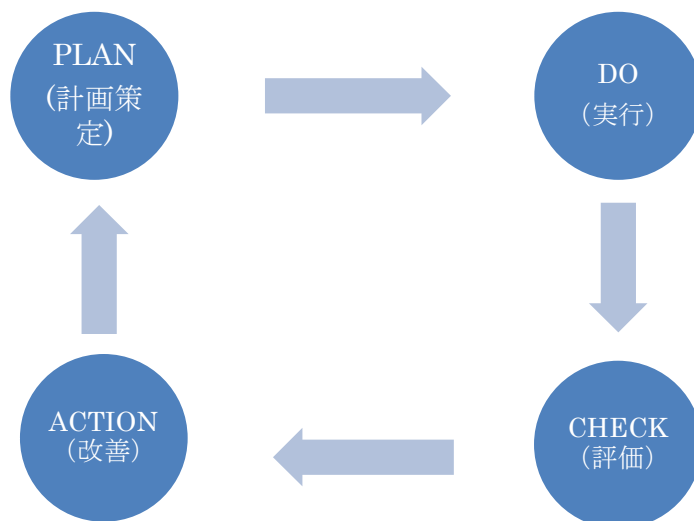 PLAN
(計画策
定)
DO
（実行）
CHECK
（評価）
ACTION
（改善）